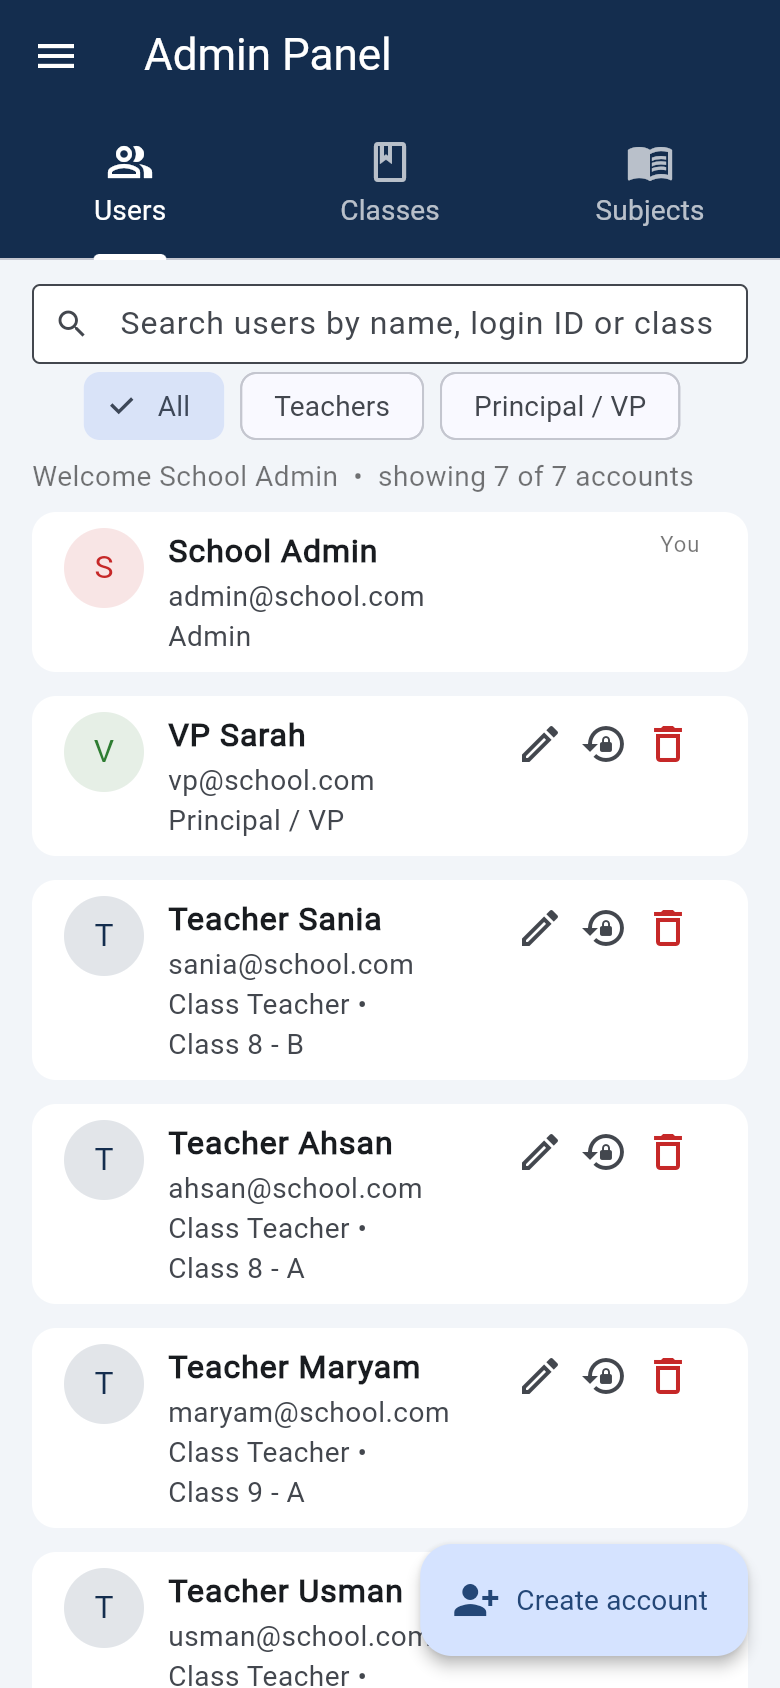 Admin Panel
Users
Classes
Subjects
Search users by name, login ID or class
All
Teachers
Principal / VP
Welcome School Admin • showing 7 of 7 accounts
S
School Admin
You
admin@school.com
Admin
V
VP Sarah
vp@school.com
Principal / VP
T
Teacher Sania
sania@school.com
Class Teacher •
Class 8 - B
T
Teacher Ahsan
ahsan@school.com
Class Teacher •
Class 8 - A
T
Teacher Maryam
maryam@school.com
Class Teacher •
Class 9 - A
T
Teacher Usman
usman@school.com
Class Teacher •
Create account